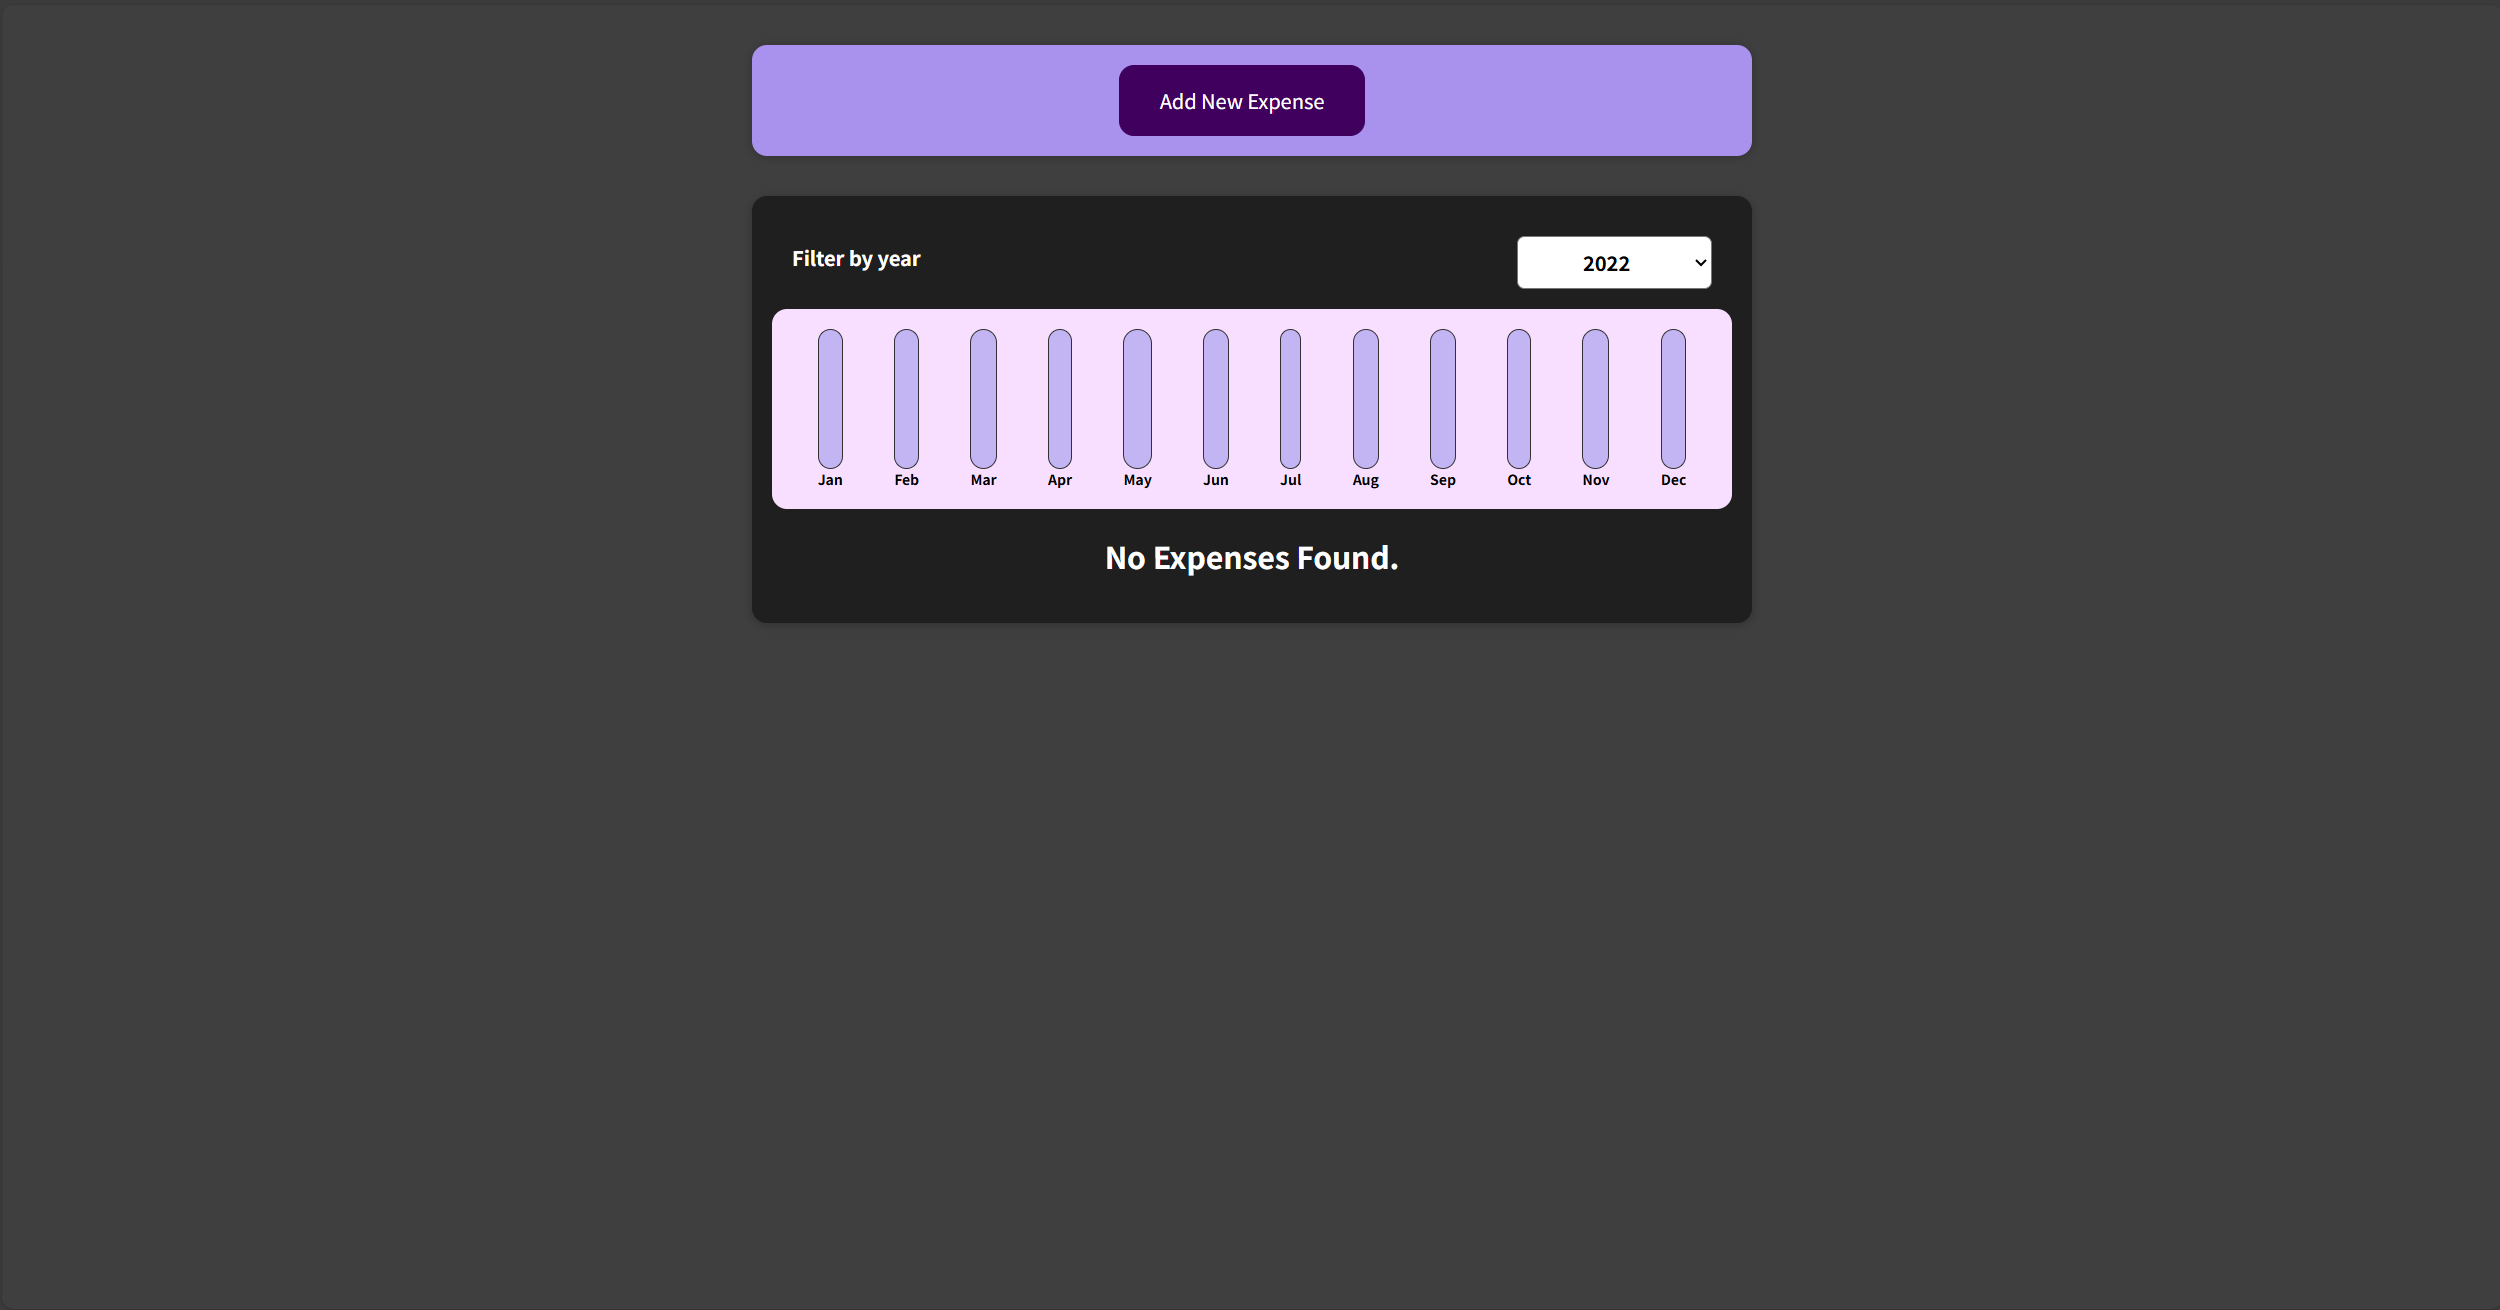 Add New Expense
Filter by year
2022
Jan Feb Mar Apr May Jun Jul Aug Sep Oct Nov Dec
No Expenses Found.